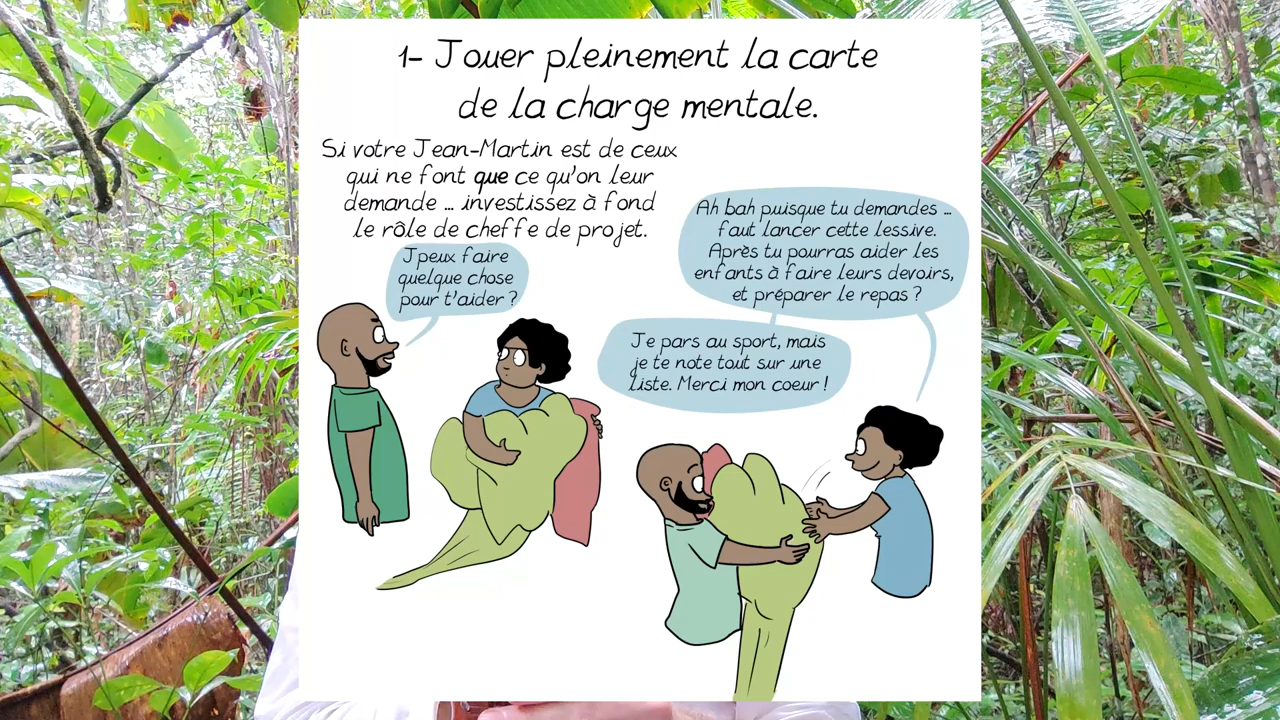 1- Jouer pleinement la carte
de la charge mentale.
Si votre Jean-Martin est de ceux
qui ne font que ce qu'on leur
demande ... investissez à fond
le rôle de cheffe de projet.
J'peux faire
quelque chose
pour t'aider ?
Ah bah puisque tu demandes ...
faut lancer cette lessive.
Après tu pourras aider les
enfants à faire leurs devoirs,
et préparer le repas ?
Je pars au sport, mais
je te note tout sur une
liste. Merci mon coeur !